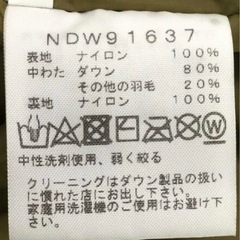 NDW91637
表地 ナイロン 100%
中わた ダウン 80%
その他の羽毛 20%
裏地 ナイロン 100%
中性洗剤使用、弱く絞る
クリーニングはダウン製品の扱い
に慣れた店にお出し下さい。
家庭用洗濯機のご使用はお避け下
さい。